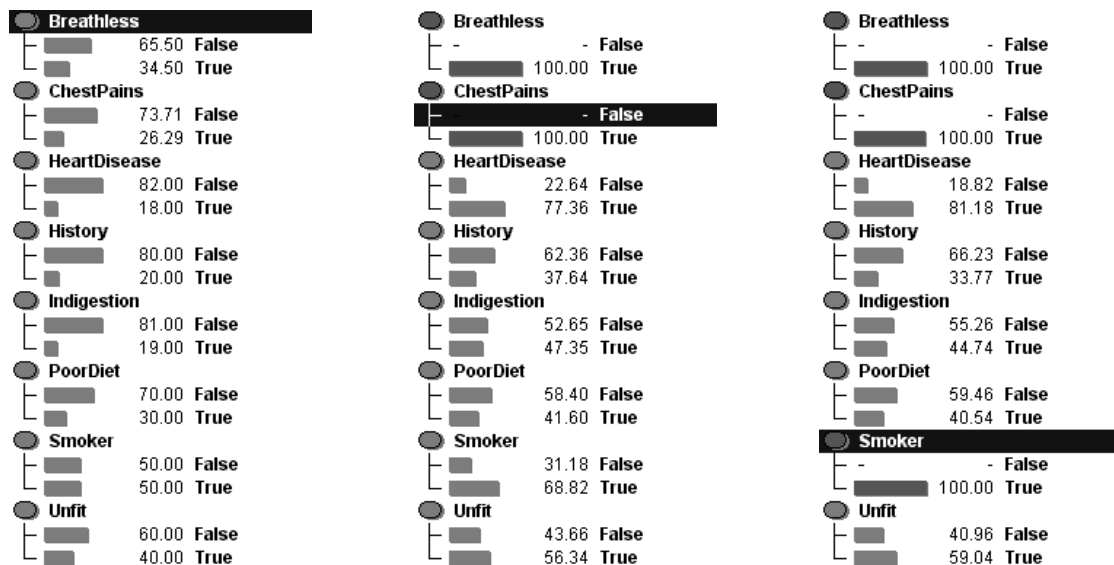 Breathless
65.50 False
34.50 True
ChestPains
73.71 False
26.29 True
HeartDisease
82.00 False
18.00 True
History
80.00 False
20.00 True
Indigestion
81.00 False
19.00 True
PoorDiet
70.00 False
30.00 True
Smoker
50.00 False
50.00 True
Unfit
60.00 False
40.00 True
Breathless
- - False
100.00 True
ChestPains
- - False
100.00 True
HeartDisease
22.64 False
77.36 True
History
62.36 False
37.64 True
Indigestion
52.65 False
47.35 True
PoorDiet
58.40 False
41.60 True
Smoker
31.18 False
68.82 True
Unfit
43.66 False
56.34 True
Breathless
- - False
100.00 True
ChestPains
- - False
100.00 True
HeartDisease
18.82 False
81.18 True
History
66.23 False
33.77 True
Indigestion
55.26 False
44.74 True
PoorDiet
59.46 False
40.54 True
Smoker
- - False
100.00 True
Unfit
40.96 False
59.04 True